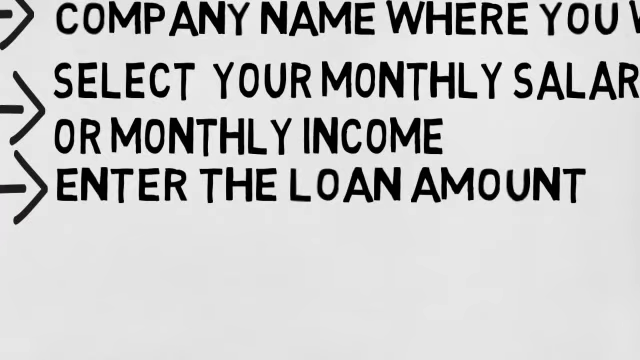 COMPANY NAME WHERE YOU
SELECT YOUR MONTHLY
OR MONTHLY INCOME
ENTER THE LOAN AMOUNT